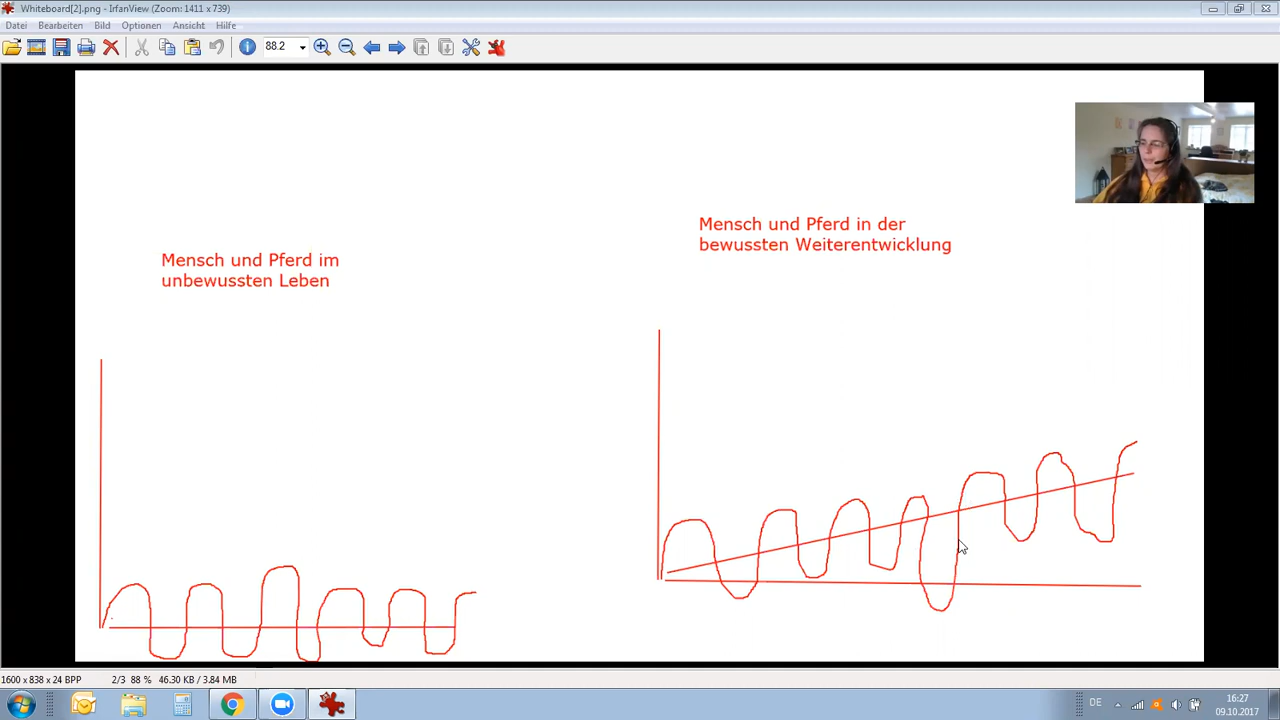 Whiteboard[2].png - IrfanView (Zoom: 1411 x 739)
Datei Bearbeiten Bild Optionen Ansicht Hilfe
88.2
Mensch und Pferd in der
bewussten Weiterentwicklung
Mensch und Pferd im
unbewussten Leben
1600 x 838 x 24 BPP 2/3 88 % 46.30 KB / 3.84 MB
DE
16:27
09.10.2017